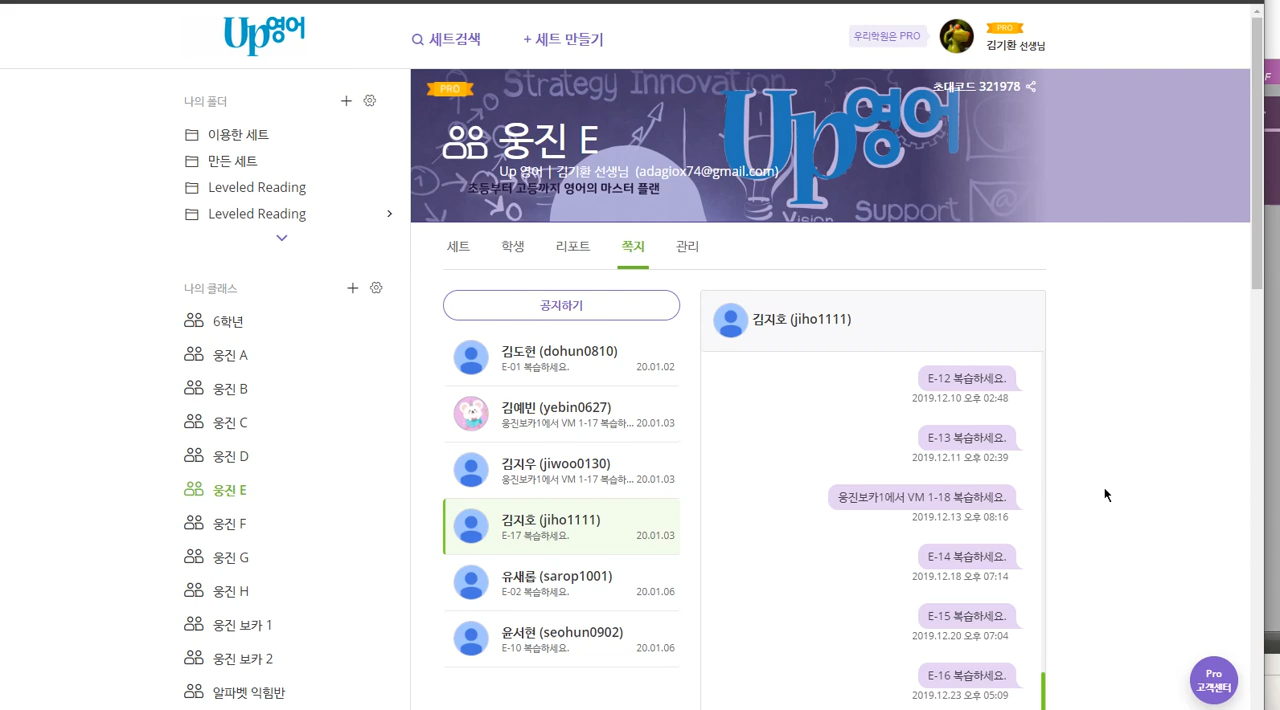 Up영어
세트검색
+ 세트 만들기
우리학원은 PRO
PRO
김기환 선생님
나의 폴더
이용한 세트
만든 세트
Leveled Reading
Leveled Reading
나의 클래스
6학년
웅진 A
웅진 B
웅진 C
웅진 D
웅진 E
웅진 F
웅진 G
웅진 H
웅진 보카 1
웅진 보카 2
알파벳 익힘반
PRO
Strategy Innovation
초대코드 321978
웅진 E
Up영어
Up 영어 | 김기환 선생님 (adagiox74@gmail.com)
초등부터 고등까지 영어의 마스터 플랜
Vision
Support
세트
학생
리포트
쪽지
관리
공지하기
김도헌 (dohun0810)
E-01 복습하세요. 20.01.02
김예빈 (yebin0627)
웅진보카1에서 VM 1-17 복습하... 20.01.03
김지우 (jiwoo0130)
웅진보카1에서 VM 1-17 복습하... 20.01.03
김지호 (jiho1111)
E-17 복습하세요. 20.01.03
유새롭 (sarop1001)
E-02 복습하세요. 20.01.06
윤서현 (seohun0902)
E-10 복습하세요. 20.01.06
김지호 (jiho1111)
E-12 복습하세요.
2019.12.10 오후 02:48
E-13 복습하세요.
2019.12.11 오후 02:39
웅진보카1에서 VM 1-18 복습하세요.
2019.12.13 오후 08:16
E-14 복습하세요.
2019.12.18 오후 07:14
E-15 복습하세요.
2019.12.20 오후 07:04
E-16 복습하세요.
2019.12.23 오후 05:09
Pro
고객센터